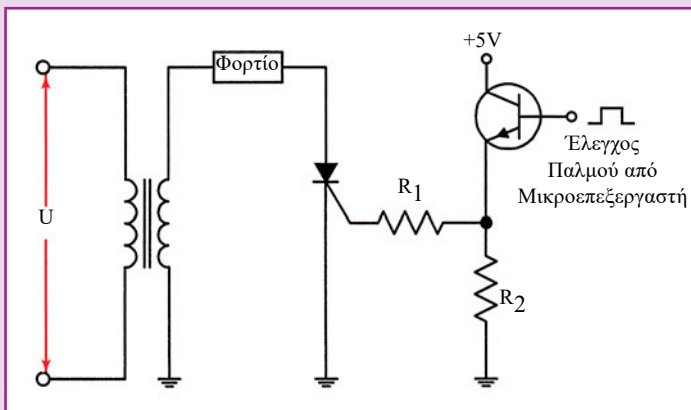 +5V
Φορτίο
Έλεγχος
Παλμού από
Μικροεπεξεργαστή
R1
U
R2